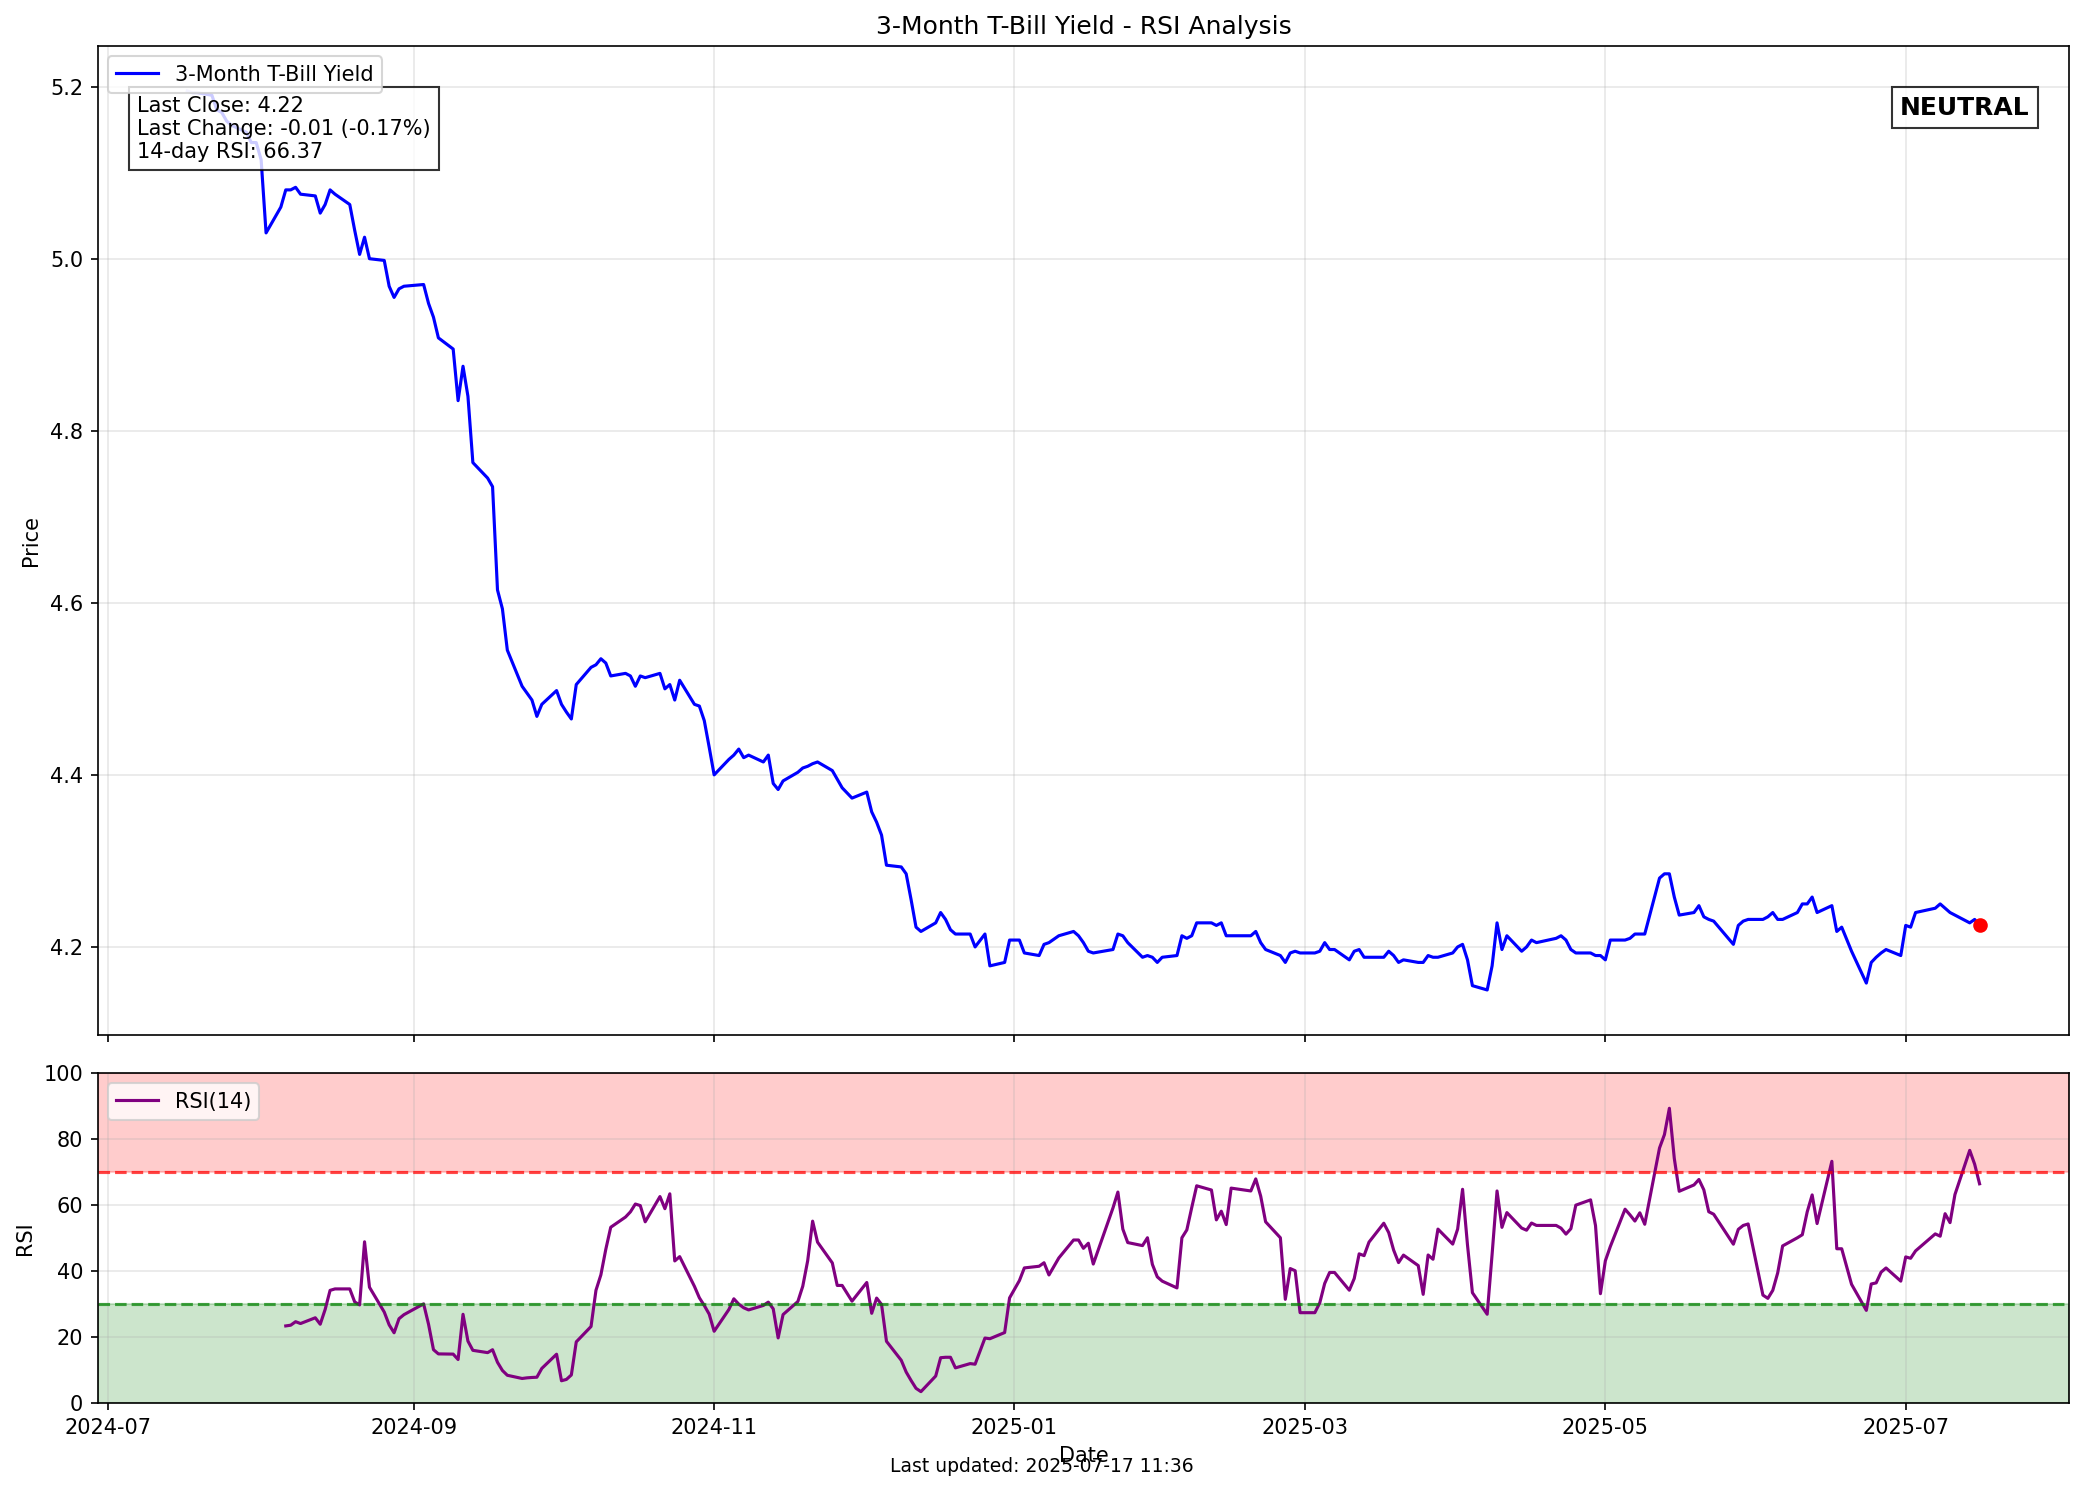 3-Month T-Bill Yield - RSI Analysis
3-Month T-Bill Yield
Last Close: 4.22
Last Change: -0.01 (-0.17%)
14-day RSI: 66.37
NEUTRAL
Price
5.2
5.0
4.8
4.6
4.4
4.2
RSI(14)
RSI
100
80
60
40
20
0
2024-07
2024-09
2024-11
2025-01
2025-03
2025-05
2025-07
Date
Last updated: 2025-07-17 11:36